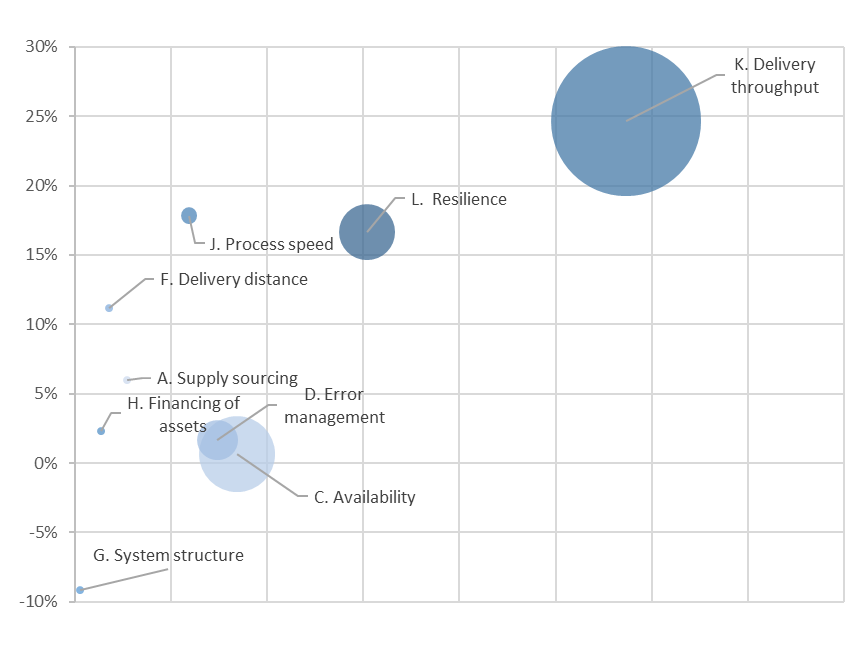 30%
K. Delivery
throughput
25%
20%
L.  Resilience
J. Process speed
15%
F. Delivery distance
10%
A. Supply sourcing
5%
D. Error
management
H. Financing of
assets
0%
C. Availability
-5%
G. System structure
-10%